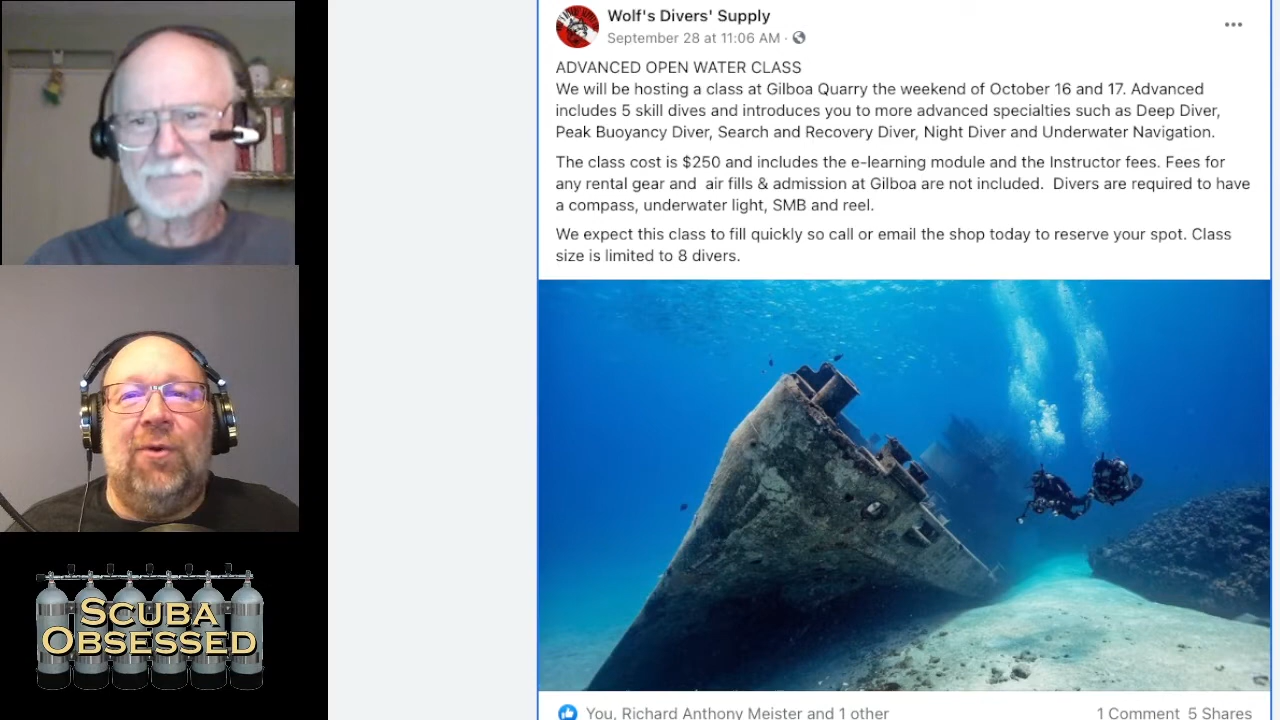 Wolf's Divers' Supply
September 28 at 11:06 AM ·
ADVANCED OPEN WATER CLASS
We will be hosting a class at Gilboa Quarry the weekend of October 16 and 17. Advanced
includes 5 skill dives and introduces you to more advanced specialties such as Deep Diver,
Peak Buoyancy Diver, Search and Recovery Diver, Night Diver and Underwater Navigation.
The class cost is $250 and includes the e-learning module and the Instructor fees. Fees for
any rental gear and air fills & admission at Gilboa are not included. Divers are required to have
a compass, underwater light, SMB and reel.
We expect this class to fill quickly so call or email the shop today to reserve your spot. Class
size is limited to 8 divers.
You, Richard Anthony Meister and 1 other
1 Comment 5 Shares
SCUBA
OBSESSED